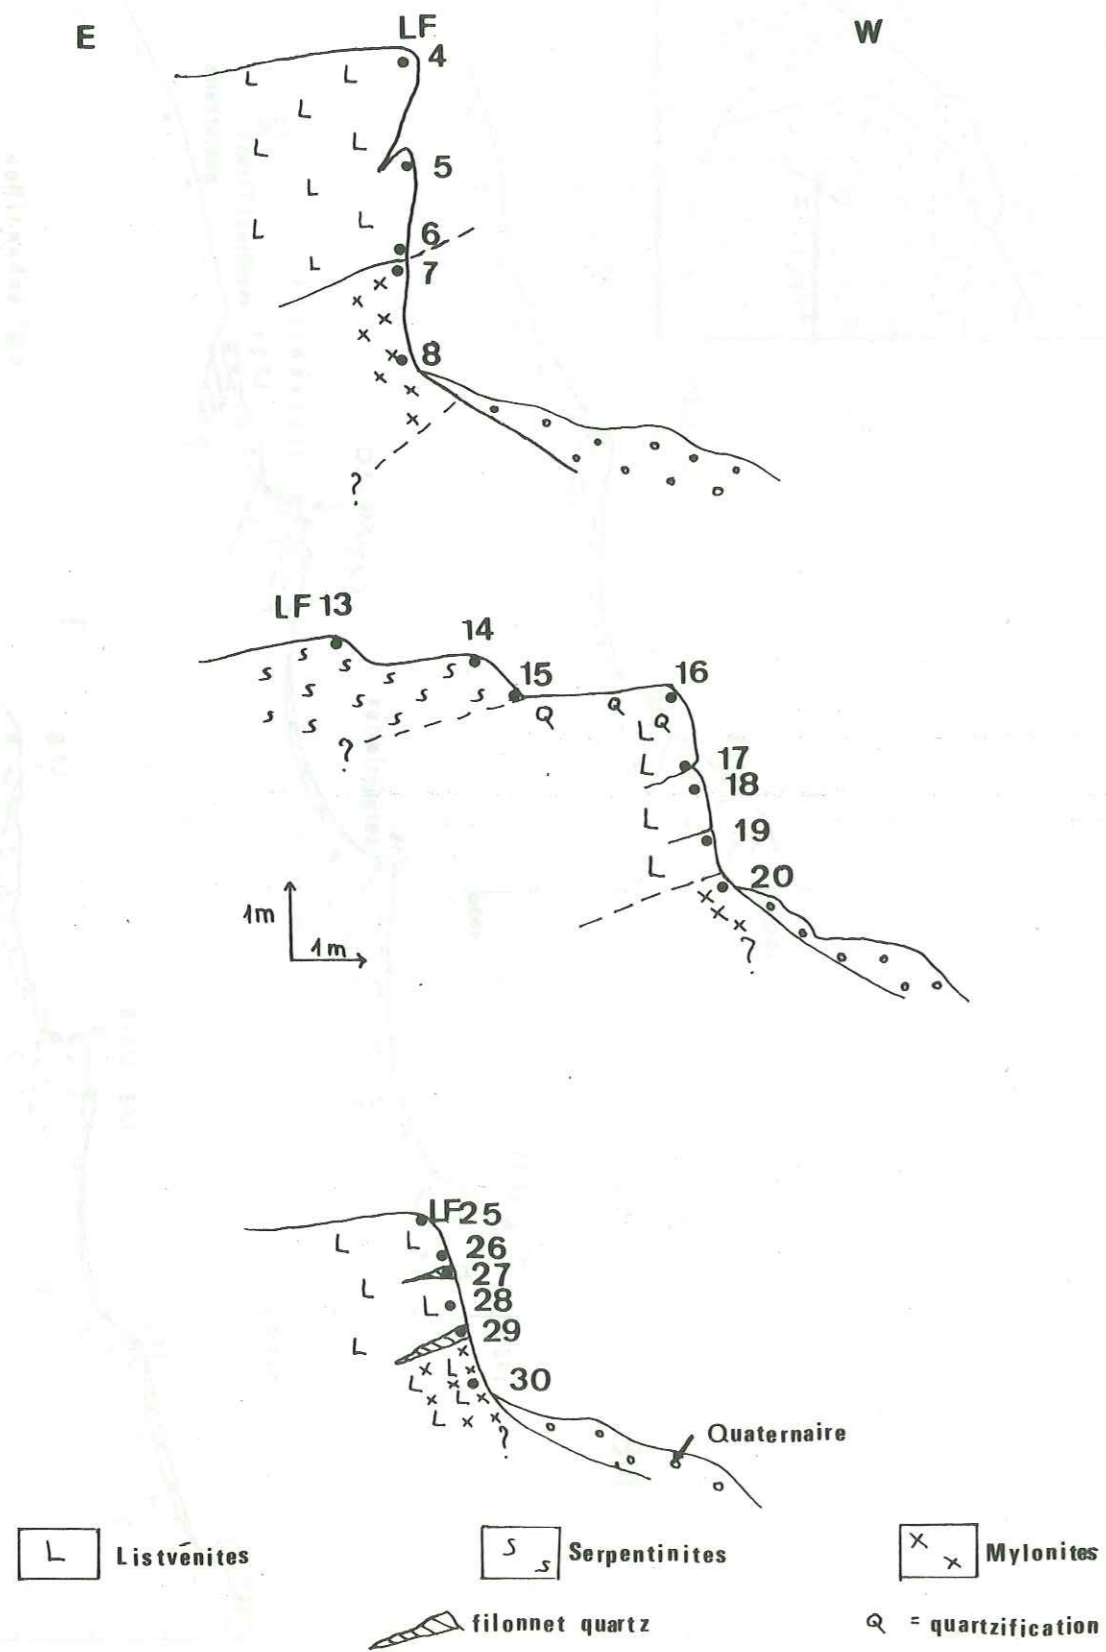 E
W
LF
4
L L
L
L L
5
L
L L
6
L
7
x
x
x
x
8
x
x
x
x
?
LF 13
14
s
s s
s
s
15
16
s s
s
s
s
s
s
Q
Q
Q
L
?
L
17
18
L
19
L
20
x
x
x
?
1m
1m
LF25
L L
26
27
L
28
L
29
L
x
x L x
L x
x L x
L x x
30
?
Quaternaire
L Listvénites
s s Serpentinites
x x Mylonites
filonnet quartz
Q = quartzification